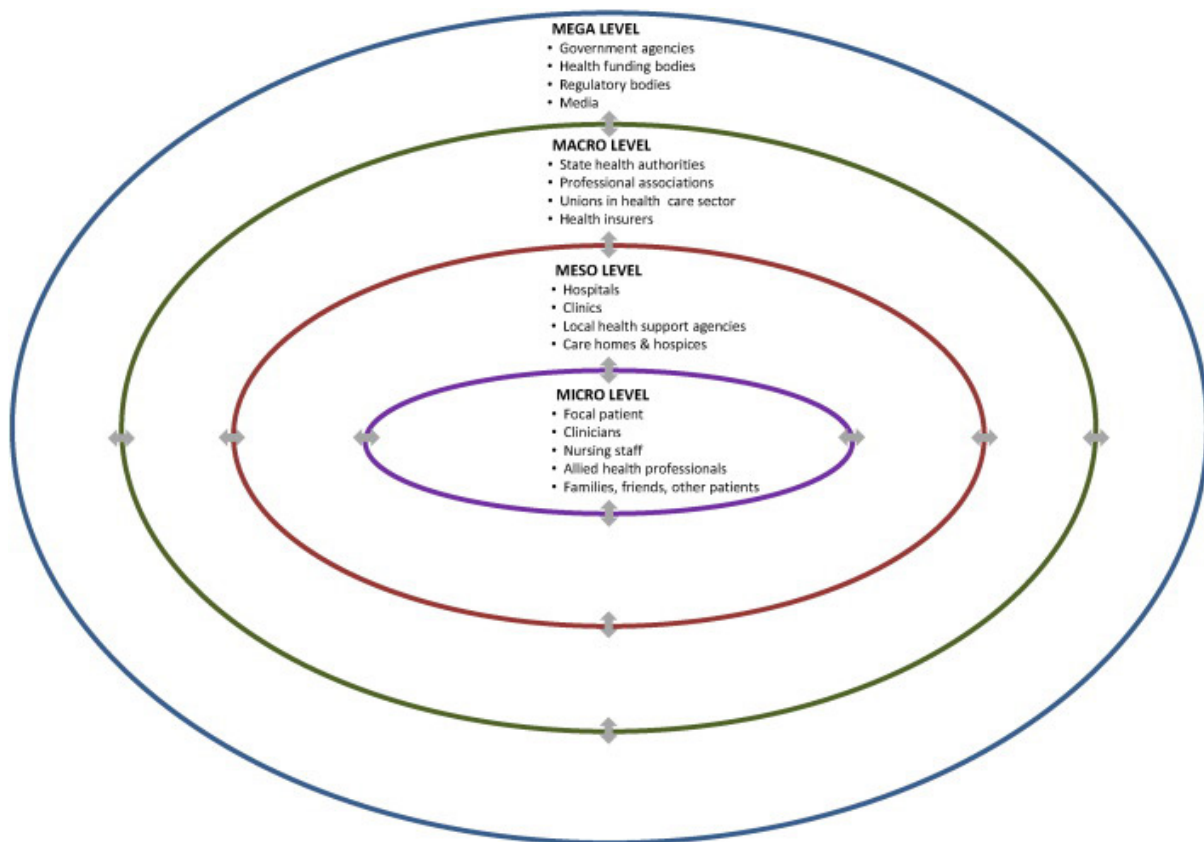 MEGA LEVEL
• Government agencies
• Health funding bodies
• Regulatory bodies
• Media
MACRO LEVEL
• State health authorities
• Professional associations
• Unions in health care sector
• Health insurers
MESO LEVEL
• Hospitals
• Clinics
• Local health support agencies
• Care homes & hospices
MICRO LEVEL
• Focal patient
• Clinicians
• Nursing staff
• Allied health professionals
• Families, friends, other patients